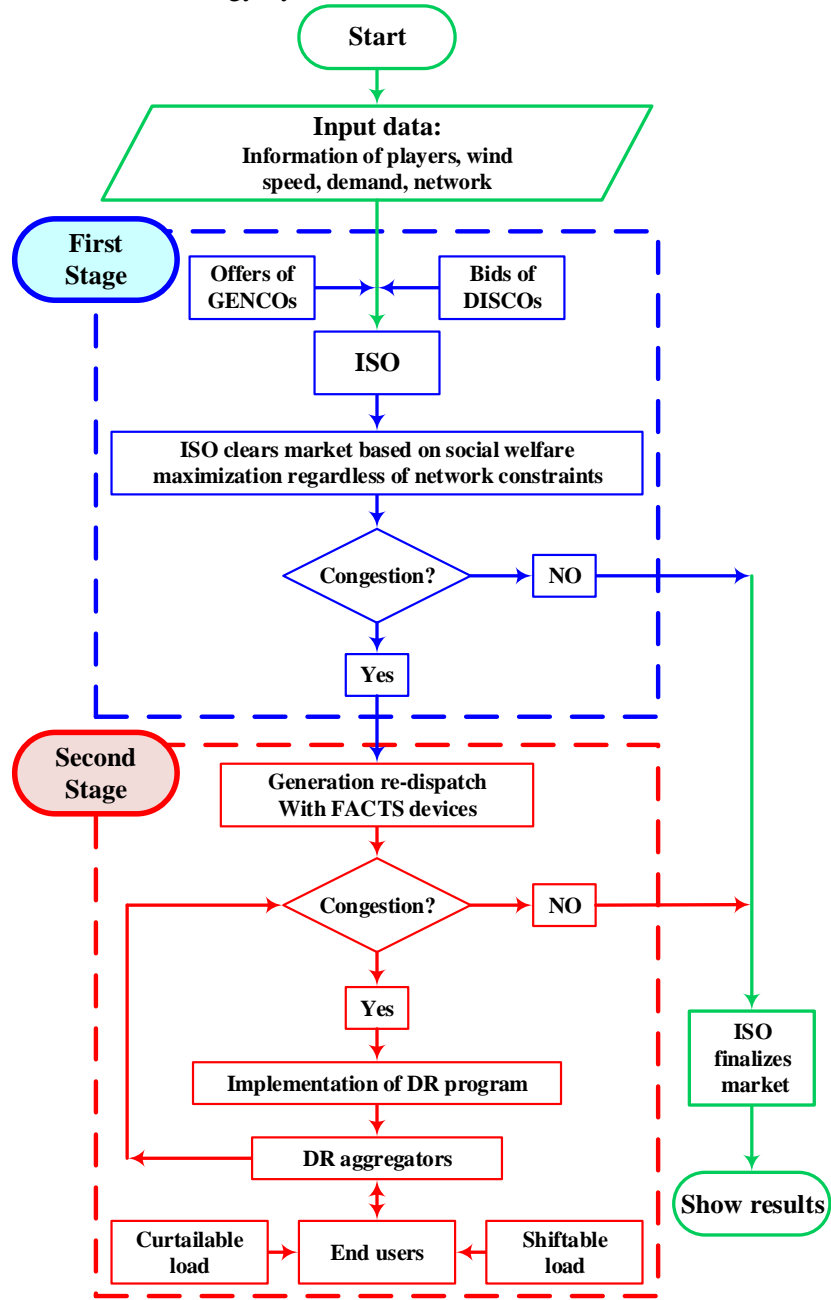 Start
Input data:
Information of players, wind
speed, demand, network
First
Stage
Offers of
GENCOs
Bids of
DISCOs
ISO
ISO clears market based on social welfare
maximization regardless of network constraints
Congestion?
NO
Yes
Second
Stage
Generation re-dispatch
With FACTS devices
Congestion?
NO
Yes
ISO
finalizes
market
Implementation of DR program
DR aggregators
Show results
Curtailable
load
End users
Shiftable
load